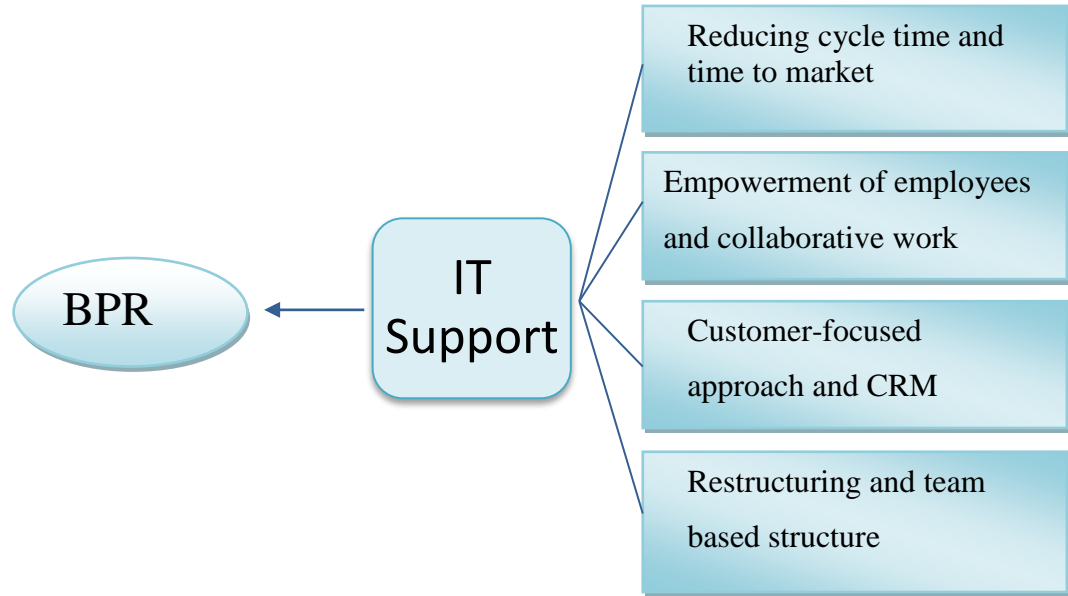 BPR
IT
Support
Reducing cycle time and
time to market
Empowerment of employees
and collaborative work
Customer-focused
approach and CRM
Restructuring and team
based structure